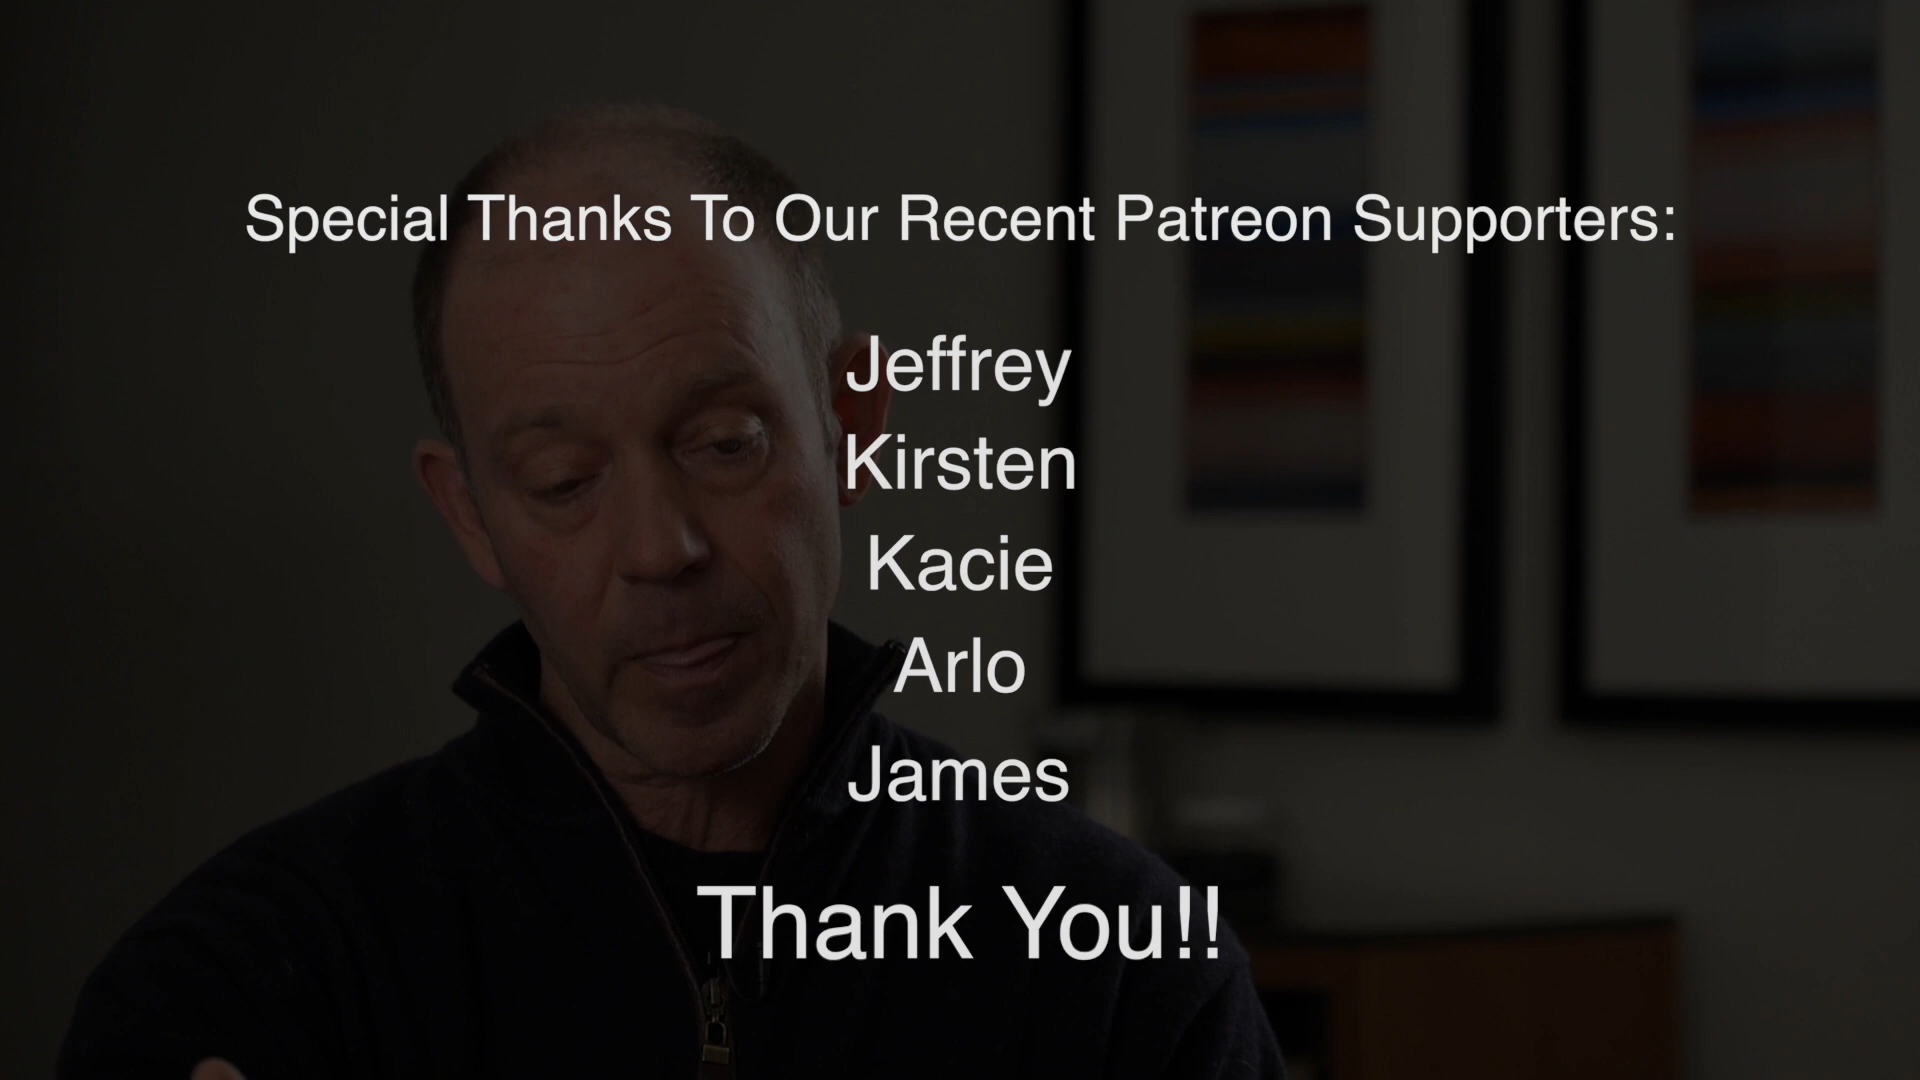 Special Thanks To Our Recent Patreon Supporters:
Jeffrey
Kirsten
Kacie
Arlo
James
Thank You!!